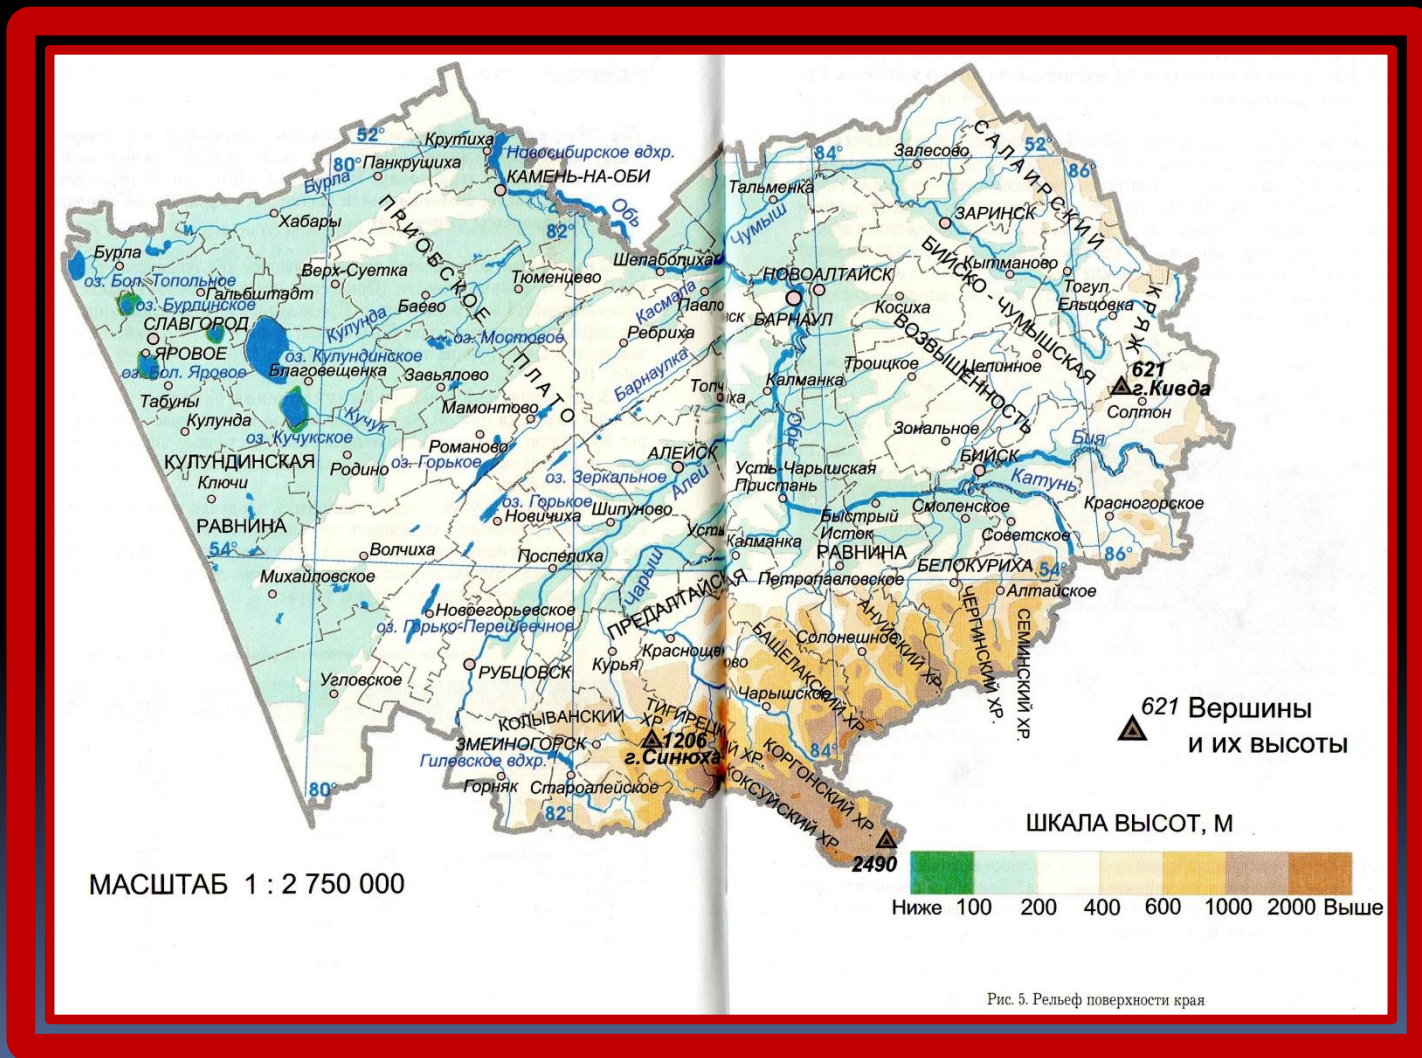 52°
80°
Крутиха
Панкрушиха
Новосибирское вдхр.
КАМЕНЬ-НА-ОБИ
Бурла
Хабары
Обь
82°
ПРИОБСКОЕ ПЛАТО
Бурла
оз. Бол. Топольное
Верх-Суетка
Тюменцево
Шелаболиха
Гальбштадт
оз. Бурлинское
Баево
Касмала
Павло
вск
СЛАВГОРОД
Кулунда
оз. Мостовое
Ребриха
ЯРОВОЕ
оз. Кулундинское
оз. Бол. Яровое
Благовещенка
Завьялово
Барнаулка
Топч
иха
Табуны
Кулунда
Кучук
Мамонтово
оз. Кучукское
Романово
КУЛУНДИНСКАЯ
РАВНИНА
Родино
оз. Горькое
АЛЕЙСК
оз. Зеркальное
Алей
Ключи
оз. Горькое
Новичиха
Шипуново
Усть
Калманка
54°
Волчиха
Поспелиха
Чарыш
Михайловское
Новоегорьевское
оз. Горько-Перешеечное
ПРЕДАЛТАЙСКАЯ
РАВНИНА
Краснощёк
ово
Курья
РУБЦОВСК
Угловское
КОЛЫВАНСКИЙ
ХР.
ТИГИРЕЦКИЙ ХР.
ЗМЕИНОГОРСК
1206
г.Синюха
Гилевское вдхр.
Горняк
Староалейское
80°
82°
84°
52°
86°
Залесово
САЛАИРСКИЙ
КРЯЖ
Тальменка
Чумыш
ЗАРИНСК
Кытманово
БИЙСКО - ЧУМЫШСКАЯ
ВОЗВЫШЕННОСТЬ
НОВОАЛТАЙСК
БАРНАУЛ
Косиха
Тогул
Ельцовка
Троицкое
Целинное
621
г.Кивда
Калманка
Солтон
Обь
Зональное
Бия
БИЙСК
Катунь
Усть-Чарышская
Пристань
Быстрый
Исток
Смоленское
Красногорское
Советское
86°
БЕЛОКУРИХА
54°
Петропавловское
Алтайское
АНУЙСКИЙ ХР.
ЧЕРГИНСКИЙ ХР.
СЕМИНСКИЙ ХР.
Солонешное
БАЩЕЛАКСКИЙ ХР.
Чарышское
84°
КОРГОНСКИЙ ХР.
КОКСУЙСКИЙ ХР.
2490
621 Вершины
и их высоты
ШКАЛА ВЫСОТ, М
Ниже 100 200 400 600 1000 2000 Выше
МАСШТАБ 1 : 2 750 000
Рис. 5. Рельеф поверхности края